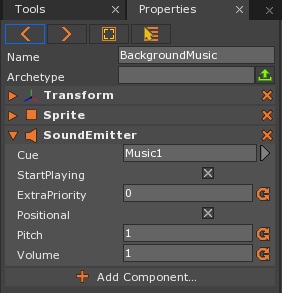 Tools Properties
Name BackgroundMusic
Archetype
Transform
Sprite
SoundEmitter
Cue Music1
StartPlaying
ExtraPriority 0
Positional
Pitch 1
Volume 1
Add Component...